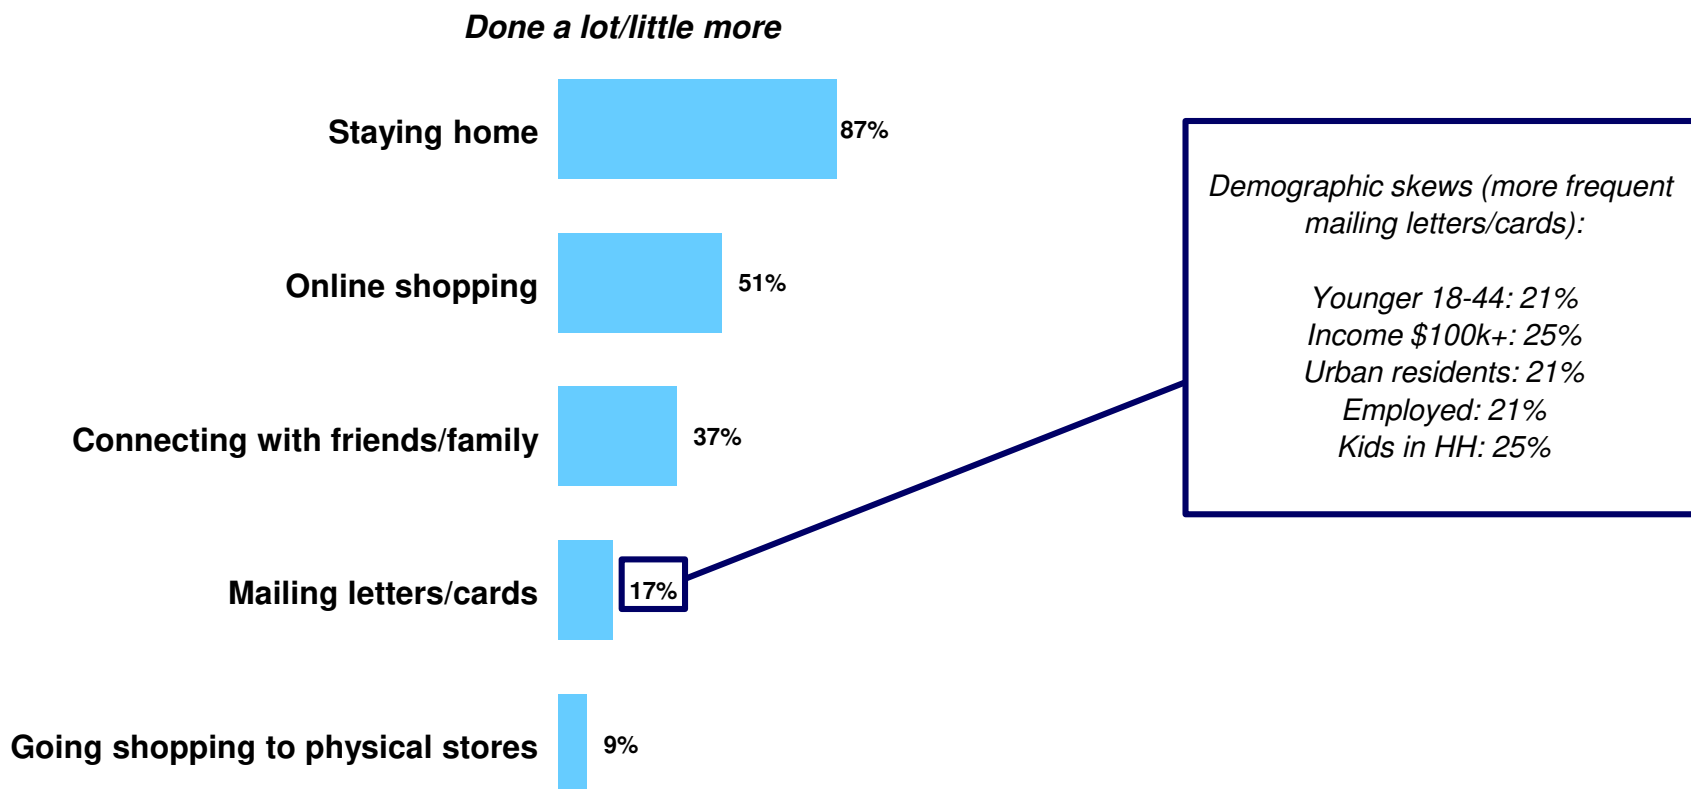 Done a lot/little more
Staying home
87%
Online shopping
51%
Connecting with friends/family
37%
Mailing letters/cards
17%
Going shopping to physical stores
9%
Demographic skews (more frequent
mailing letters/cards):
Younger 18-44: 21%
Income $100k+: 25%
Urban residents: 21%
Employed: 21%
Kids in HH: 25%